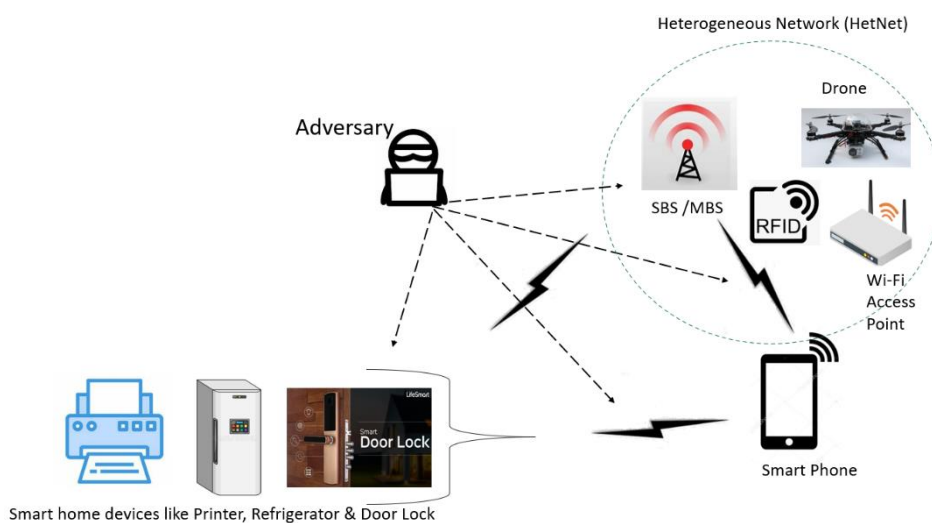 Heterogeneous Network (HetNet)
Drone
Adversary
SBS /MBS
RFID
Wi-Fi
Access
Point
LifeSmart
Smart
Door Lock
Smart Phone
Smart home devices like Printer, Refrigerator & Door Lock